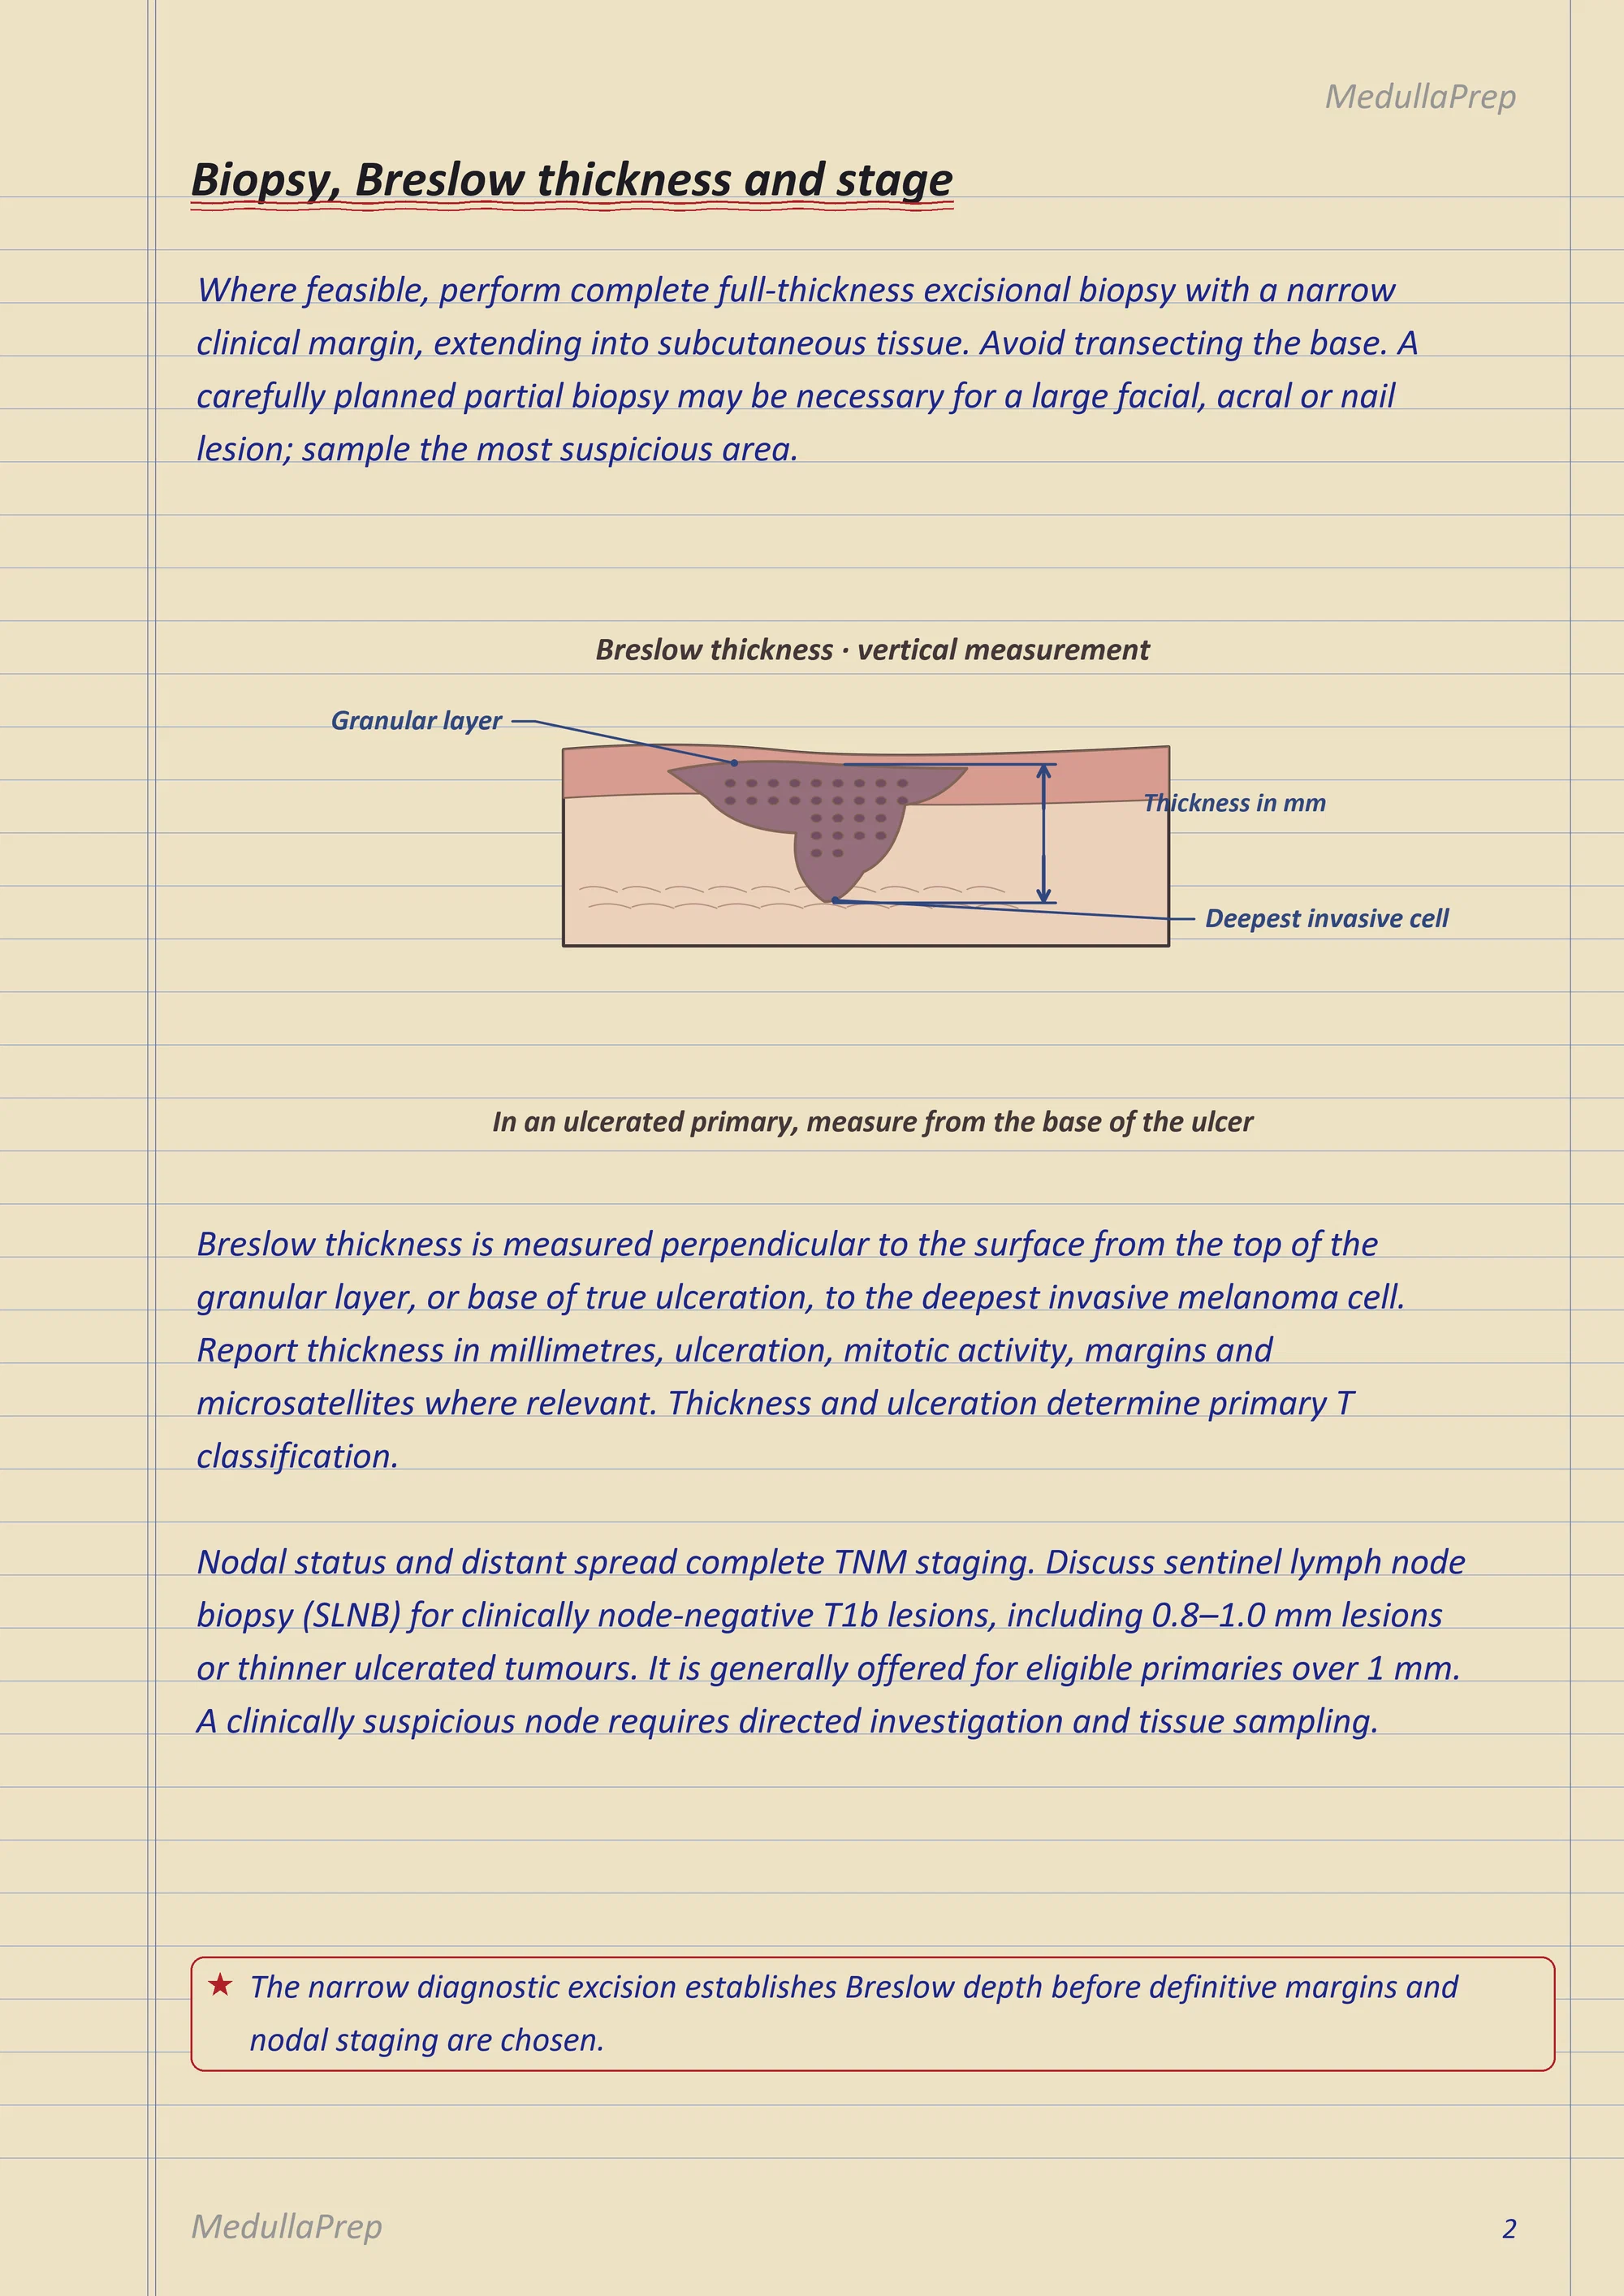 MedullaPrep
Biopsy, Breslow thickness and stage
Where feasible, perform complete full-thickness excisional biopsy with a narrow
clinical margin, extending into subcutaneous tissue. Avoid transecting the base. A
carefully planned partial biopsy may be necessary for a large facial, acral or nail
lesion; sample the most suspicious area.
Breslow thickness · vertical measurement
Granular layer
Thickness in mm
Deepest invasive cell
In an ulcerated primary, measure from the base of the ulcer
Breslow thickness is measured perpendicular to the surface from the top of the
granular layer, or base of true ulceration, to the deepest invasive melanoma cell.
Report thickness in millimetres, ulceration, mitotic activity, margins and
microsatellites where relevant. Thickness and ulceration determine primary T
classification.
Nodal status and distant spread complete TNM staging. Discuss sentinel lymph node
biopsy (SLNB) for clinically node-negative T1b lesions, including 0.8–1.0 mm lesions
or thinner ulcerated tumours. It is generally offered for eligible primaries over 1 mm.
A clinically suspicious node requires directed investigation and tissue sampling.
★ The narrow diagnostic excision establishes Breslow depth before definitive margins and
nodal staging are chosen.
MedullaPrep
2